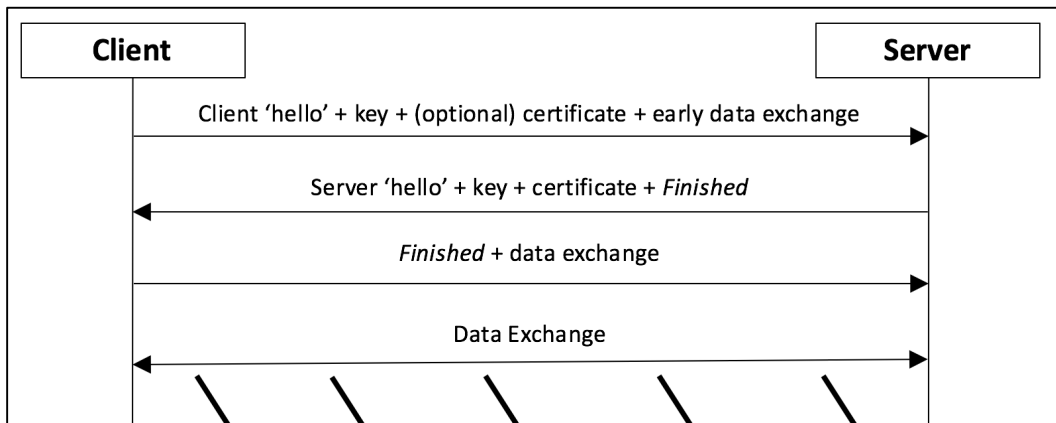 Client
Server
Client ‘hello’ + key + (optional) certificate + early data exchange
Server ‘hello’ + key + certificate + Finished
Finished + data exchange
Data Exchange